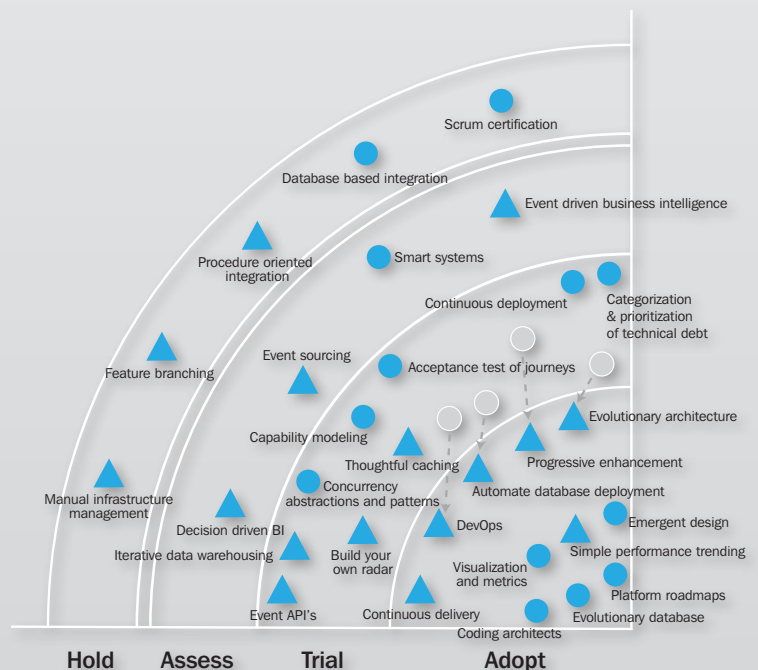 Scrum certification
Database based integration
Event driven business intelligence
Procedure oriented
integration
Smart systems
Continuous deployment
Categorization
& prioritization
of technical debt
Feature branching
Event sourcing
Acceptance test of journeys
Capability modeling
Evolutionary architecture
Thoughtful caching
Progressive enhancement
Concurrency
abstractions and patterns
Automate database deployment
Manual infrastructure
management
Decision driven BI
DevOps
Emergent design
Iterative data warehousing
Build your
own radar
Simple performance trending
Visualization
and metrics
Platform roadmaps
Event API's
Continuous delivery
Evolutionary database
Coding architects
Hold
Assess
Trial
Adopt